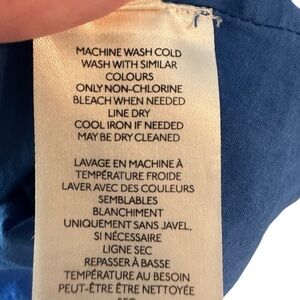 MACHINE WASH COLD
WASH WITH SIMILAR
COLOURS
ONLY NON-CHLORINE
BLEACH WHEN NEEDED
LINE DRY
COOL IRON IF NEEDED
MAY BE DRY CLEANED
LAVAGE EN MACHINE À
TEMPÉRATURE FROIDE
LAVER AVEC DES COULEURS
SEMBLABLES
BLANCHIMENT
UNIQUEMENT SANS JAVEL,
SI NÉCESSAIRE
LIGNE SEC
REPASSER À BASSE
TEMPÉRATURE AU BESOIN
PEUT-ÊTRE ÊTRE NETTOYÉE
SEC